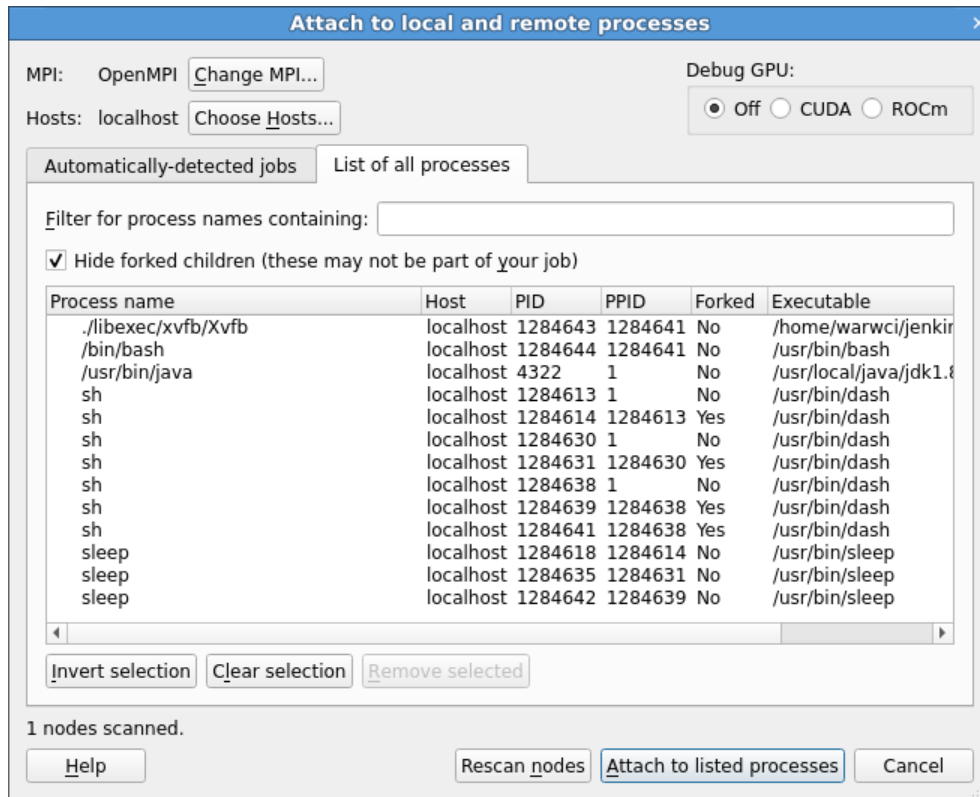 Attach to local and remote processes
MPI: OpenMPI Change MPI...
Debug GPU:
Hosts: localhost Choose Hosts...
Off CUDA ROCm
Automatically-detected jobs List of all processes
Filter for process names containing:
Hide forked children (these may not be part of your job)
Process name Host PID PPID Forked Executable
./libexec/xvfb/Xvfb localhost 1284643 1284641 No /home/warwci/jenkin
/bin/bash localhost 1284644 1284641 No /usr/bin/bash
/usr/bin/java localhost 4322 1 No /usr/local/java/jdk1.8
sh localhost 1284613 1 No /usr/bin/dash
sh localhost 1284614 1284613 Yes /usr/bin/dash
sh localhost 1284630 1 No /usr/bin/dash
sh localhost 1284631 1284630 Yes /usr/bin/dash
sh localhost 1284638 1 No /usr/bin/dash
sh localhost 1284639 1284638 Yes /usr/bin/dash
sh localhost 1284641 1284638 Yes /usr/bin/dash
sleep localhost 1284618 1284614 No /usr/bin/sleep
sleep localhost 1284635 1284631 No /usr/bin/sleep
sleep localhost 1284642 1284639 No /usr/bin/sleep
Invert selection Clear selection Remove selected
1 nodes scanned.
Help Rescan nodes Attach to listed processes Cancel